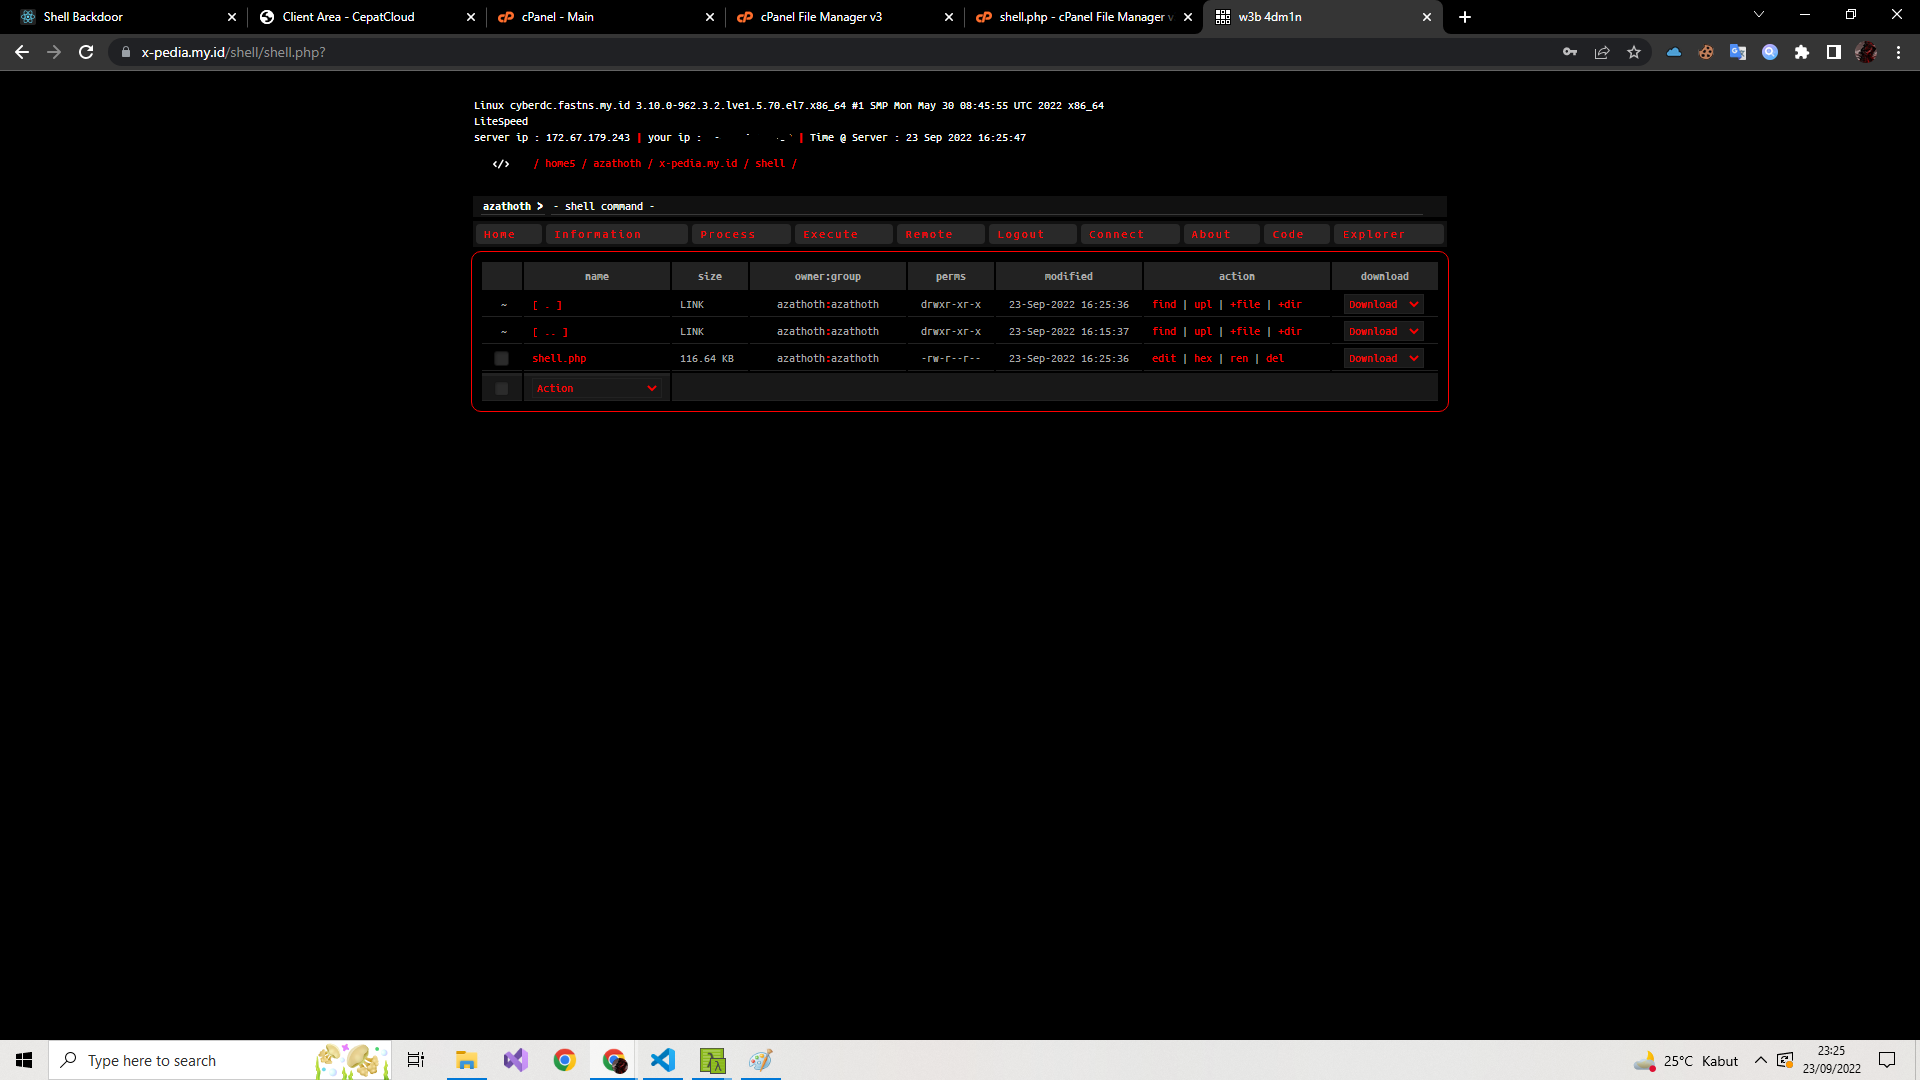 Shell Backdoor
Client Area - CepatCloud
cPanel - Main
cPanel File Manager v3
shell.php - cPanel File Manager v
w3b 4dm1n
x-pedia.my.id/shell/shell.php?
Linux cyberdc.fastns.my.id 3.10.0-962.3.2.lve1.5.70.el7.x86_64 #1 SMP Mon May 30 08:45:55 UTC 2022 x86_64
LiteSpeed
server ip : 172.67.179.243 | your ip : | Time @ Server : 23 Sep 2022 16:25:47
</> / home5 / azathoth / x-pedia.my.id / shell /
azathoth > - shell command -
Home Information Process Execute Remote Logout Connect About Code Explorer
name size owner:group perms modified action download
~ [ . ] LINK azathoth:azathoth drwxr-xr-x 23-Sep-2022 16:25:36 find | upl | +file | +dir Download
~ [ .. ] LINK azathoth:azathoth drwxr-xr-x 23-Sep-2022 16:15:37 find | upl | +file | +dir Download
shell.php 116.64 KB azathoth:azathoth -rw-r--r-- 23-Sep-2022 16:25:36 edit | hex | ren | del Download
Action
Type here to search
25°C Kabut
23:25
23/09/2022